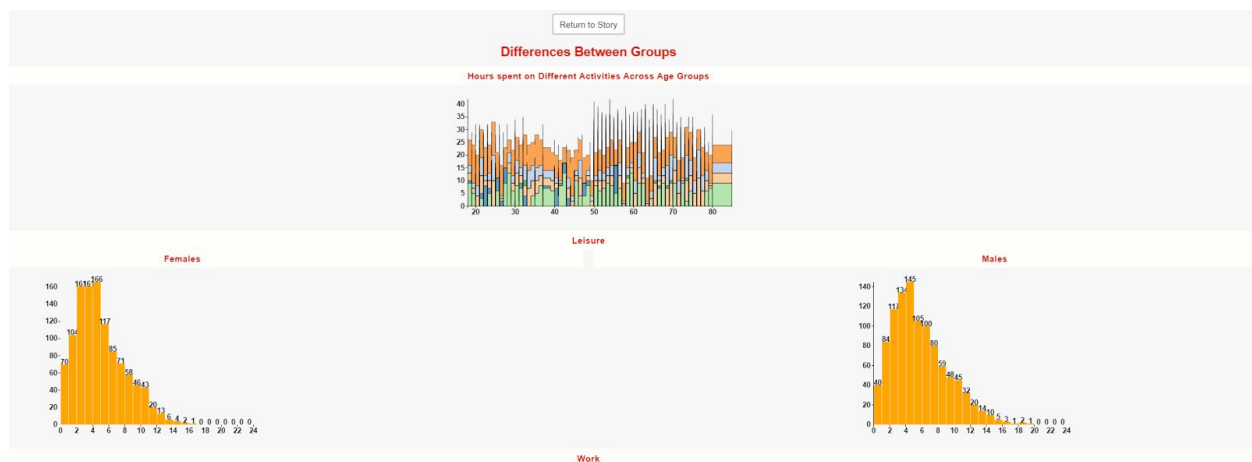 Return to Story
Differences Between Groups
Hours spent on Different Activities Across Age Groups
40
35
30
25
20
15
10
5
0
20 30 40 50 60 70 80
Leisure
Females Males
160
140
120
100
80
60
40
20
0
70 104 161 161 166 117 85 71 58 46 43 20 13 6 4 2 1 0 0 0 0 0 0 0
0 2 4 6 8 10 12 14 16 18 20 22 24
140
120
100
80
60
40
20
0
40 84 117 134 145 105 100 80 59 48 45 32 20 14 10 5 3 1 2 1 0 0 0 0
0 2 4 6 8 10 12 14 16 18 20 22 24
Work